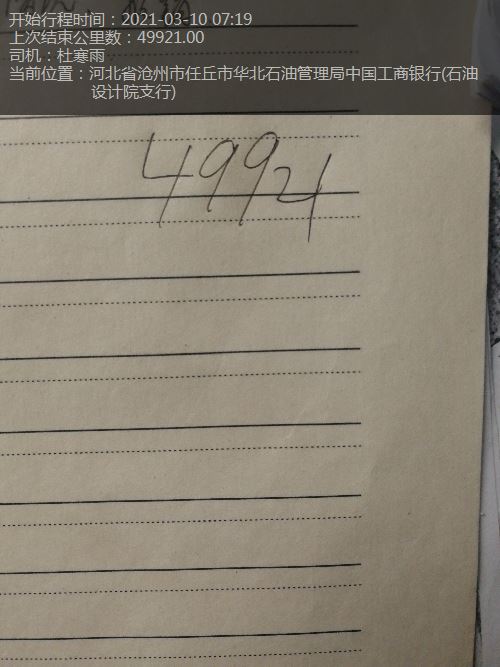 开始行程时间：2021-03-10 07:19
上次结束公里数：49921.00
司机：杜寒雨
当前位置：河北省沧州市任丘市华北石油管理局中国工商银行(石油
设计院支行)
49921